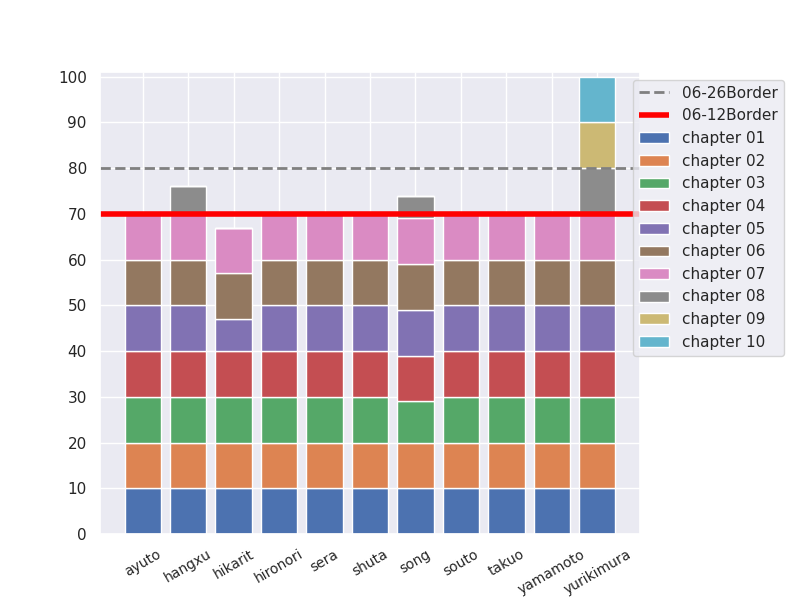 100
90
80
70
60
50
40
30
20
10
0
ayuto
hangxu
hikarit
hironori
sera
shuta
song
souto
takuo
yamamoto
yurikimura
06-26Border
06-12Border
chapter 01
chapter 02
chapter 03
chapter 04
chapter 05
chapter 06
chapter 07
chapter 08
chapter 09
chapter 10